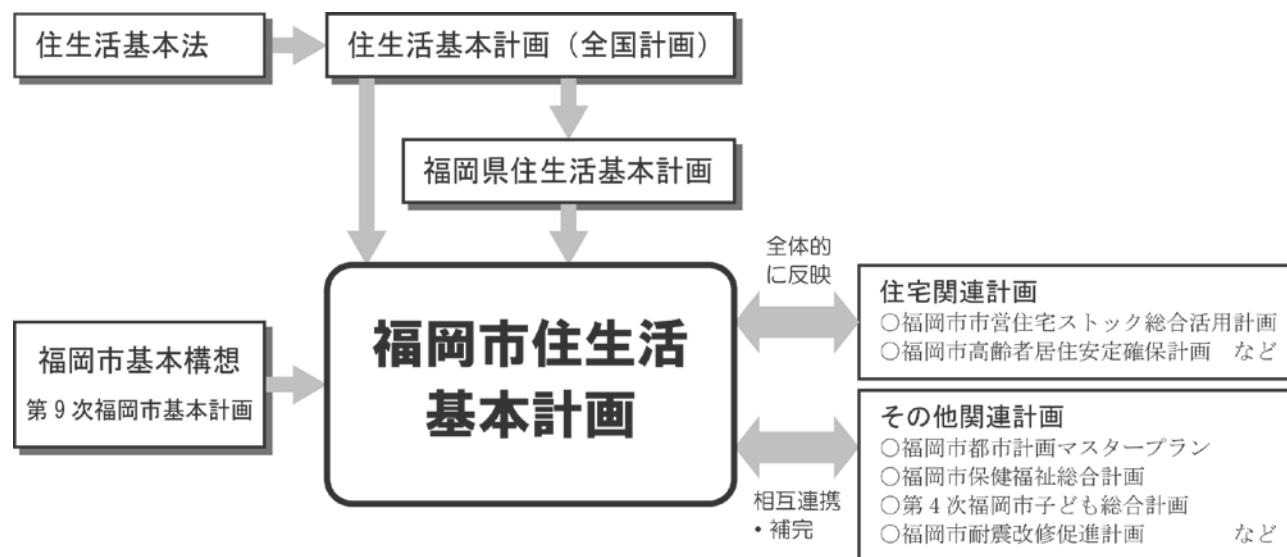 住生活基本法
住生活基本計画（全国計画）
福岡県住生活基本計画
福岡市基本構想
第９次福岡市基本計画
福岡市住生活
基本計画
全体的
に反映
住宅関連計画
○福岡市市営住宅ストック総合活用計画
○福岡市高齢者居住安定確保計画　など
相互連携
・補完
その他関連計画
○福岡市都市計画マスタープラン
○福岡市保健福祉総合計画
○第４次福岡市子ども総合計画
○福岡市耐震改修促進計画　など